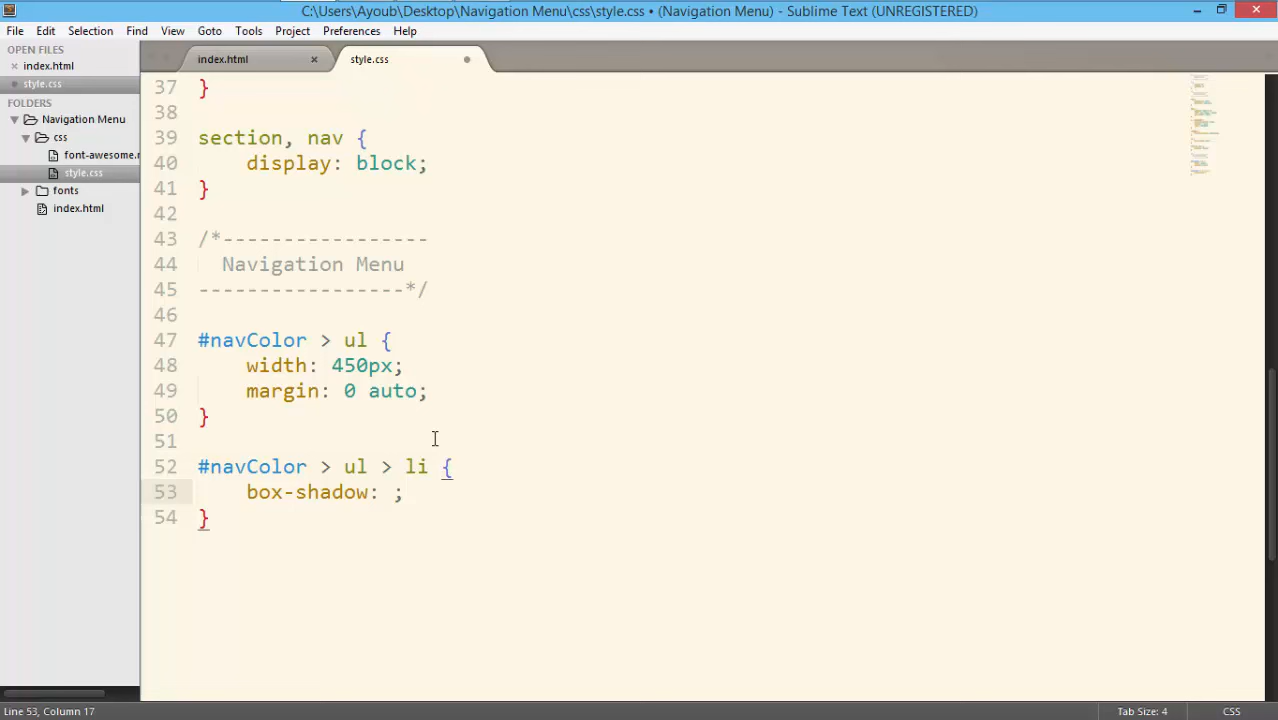 C:\Users\Ayoub\Desktop\Navigation Menu\css\style.css • (Navigation Menu) - Sublime Text (UNREGISTERED)
File Edit Selection Find View Goto Tools Project Preferences Help
OPEN FILES
× index.html
• style.css
FOLDERS
Navigation Menu
css
font-awesome.m
style.css
fonts
index.html
index.html × style.css •
37 }
38
39 section, nav {
40     display: block;
41 }
42
43 /*-----------------
44   Navigation Menu
45 -----------------*/
46
47 #navColor > ul {
48     width: 450px;
49     margin: 0 auto;
50 }
51
52 #navColor > ul > li {
53     box-shadow: ;
54 }
Line 53, Column 17 Tab Size: 4 CSS